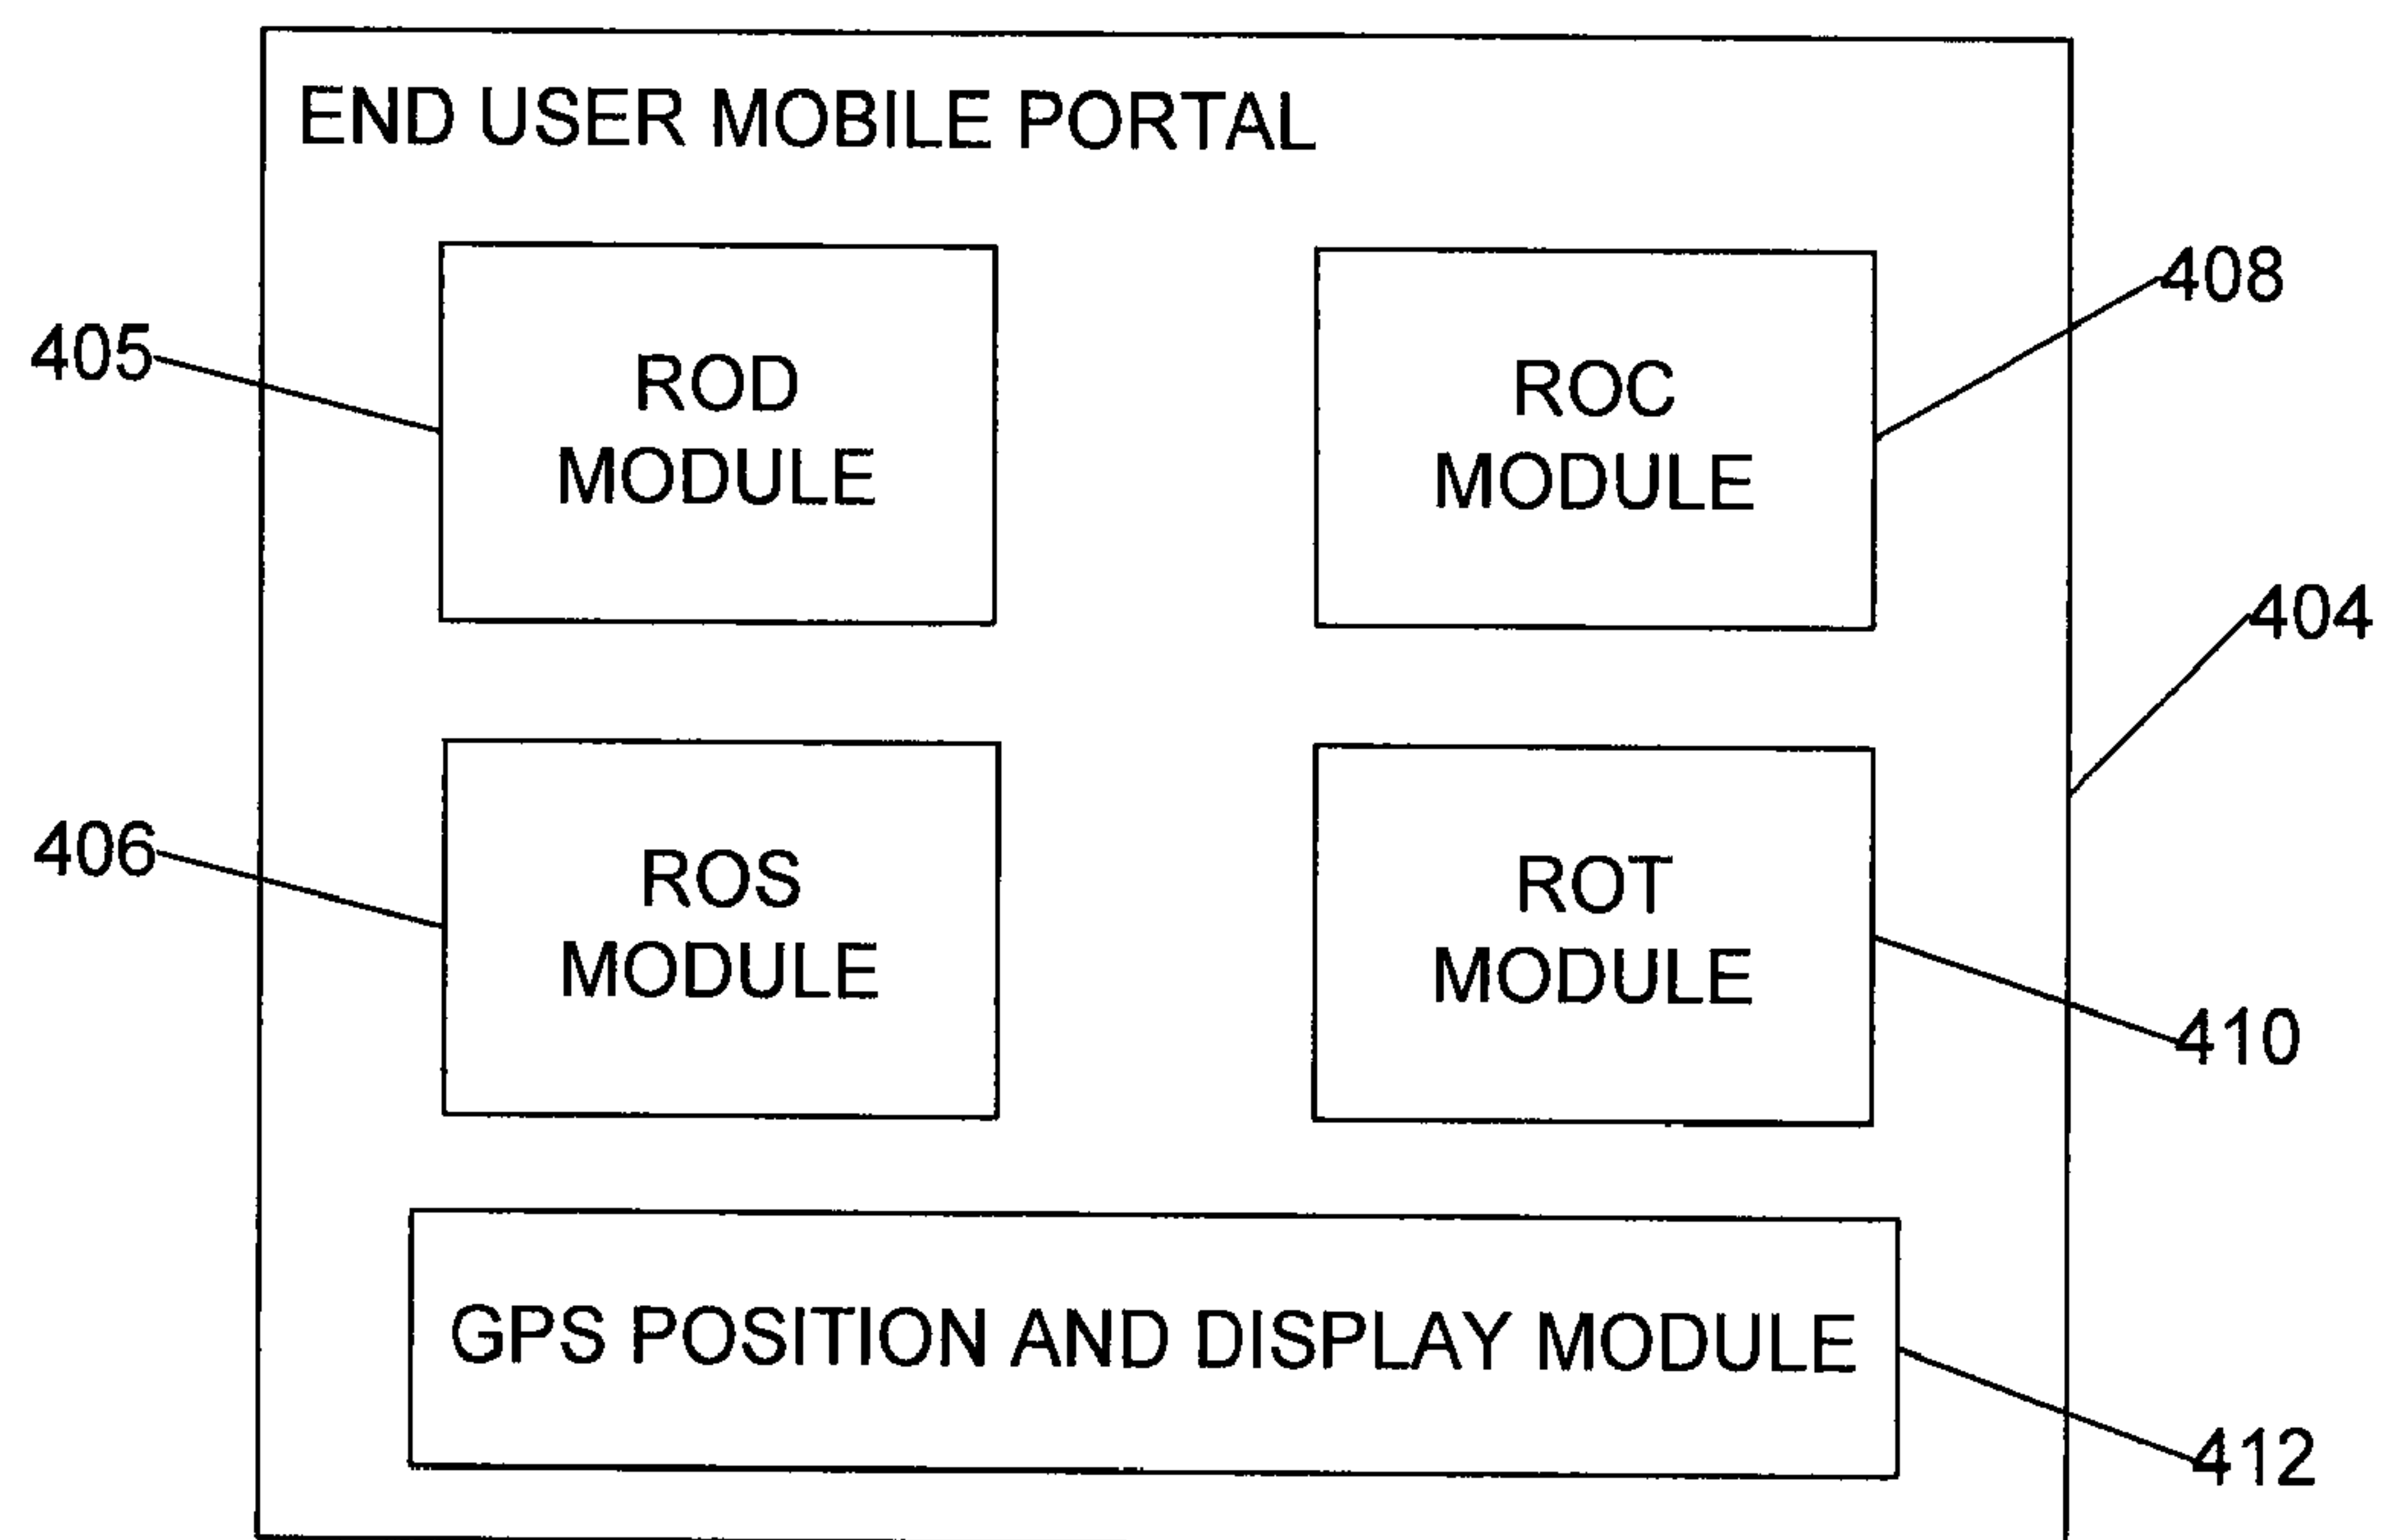 END USER MOBILE PORTAL
405
ROD
MODULE
ROC
MODULE
408
404
406
ROS
MODULE
ROT
MODULE
410
GPS POSITION AND DISPLAY MODULE
412